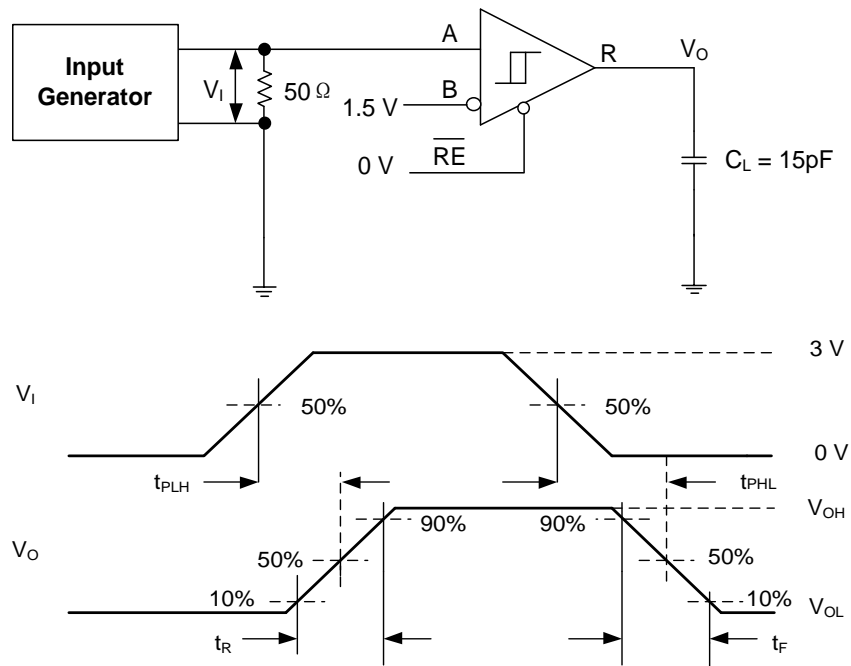 Input
Generator
V_I
50 Ω
A
B
1.5 V
0 V
RE
R
V_O
C_L = 15pF
3 V
V_I
50%
50%
0 V
t_PLH
t_PHL
V_OH
90%
90%
V_O
50%
50%
10%
10%
V_OL
t_R
t_F